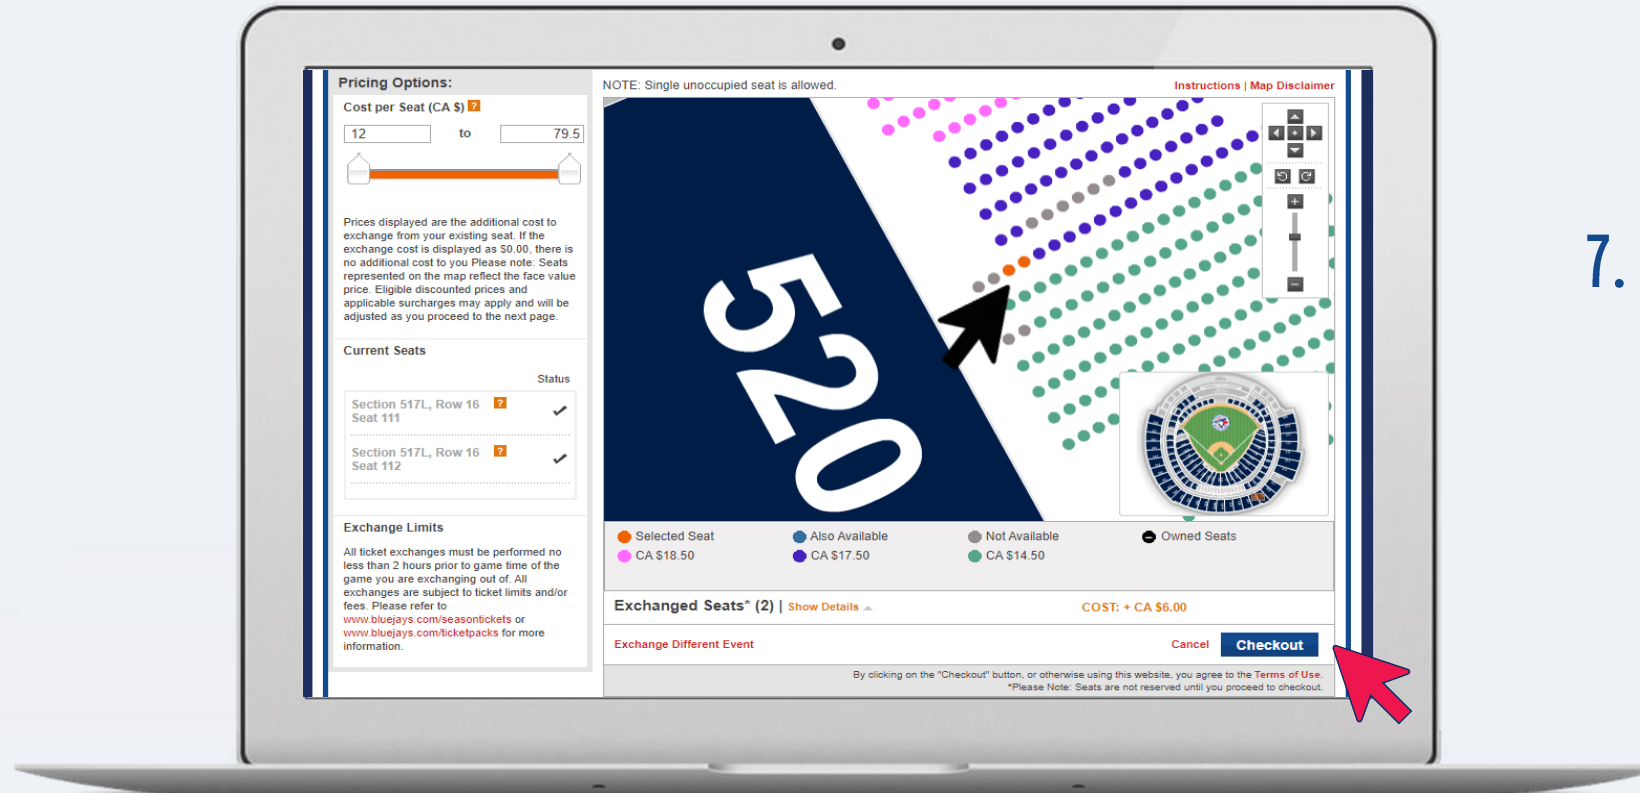 Pricing Options:
Cost per Seat (CA $) ?
12 to 79.5
Prices displayed are the additional cost to
exchange from your existing seat. If the
exchange cost is displayed as $0.00, there is
no additional cost to you Please note: Seats
represented on the map reflect the face value
price. Eligible discounted prices and
applicable surcharges may apply and will be
adjusted as you proceed to the next page.
Current Seats
Status
Section 517L, Row 16 ?
Seat 111
Section 517L, Row 16 ?
Seat 112
Exchange Limits
All ticket exchanges must be performed no
less than 2 hours prior to game time of the
game you are exchanging out of. All
exchanges are subject to ticket limits and/or
fees. Please refer to
www.bluejays.com/seasontickets or
www.bluejays.com/ticketpacks for more
information.
NOTE: Single unoccupied seat is allowed.
Instructions | Map Disclaimer
520
Selected Seat Also Available Not Available Owned Seats
CA $18.50 CA $17.50 CA $14.50
Exchanged Seats* (2) | Show Details COST: + CA $6.00
Exchange Different Event Cancel Checkout
By clicking on the "Checkout" button, or otherwise using this website, you agree to the Terms of Use.
*Please Note: Seats are not reserved until you proceed to checkout.
7.